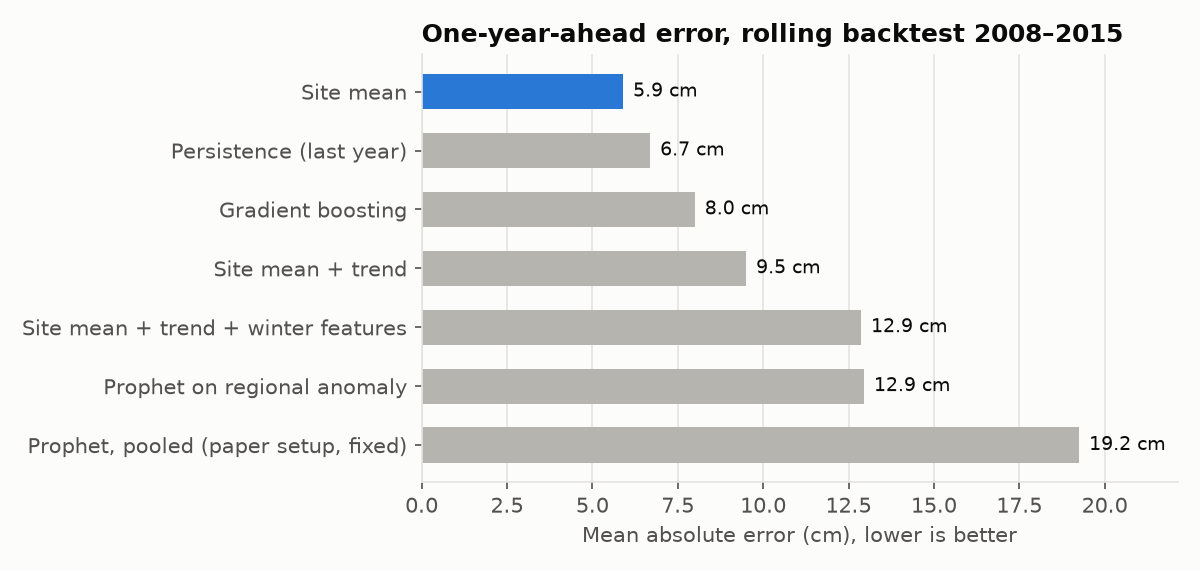 One-year-ahead error, rolling backtest 2008–2015
Site mean
5.9 cm
Persistence (last year)
6.7 cm
Gradient boosting
8.0 cm
Site mean + trend
9.5 cm
Site mean + trend + winter features
12.9 cm
Prophet on regional anomaly
12.9 cm
Prophet, pooled (paper setup, fixed)
19.2 cm
0.0 2.5 5.0 7.5 10.0 12.5 15.0 17.5 20.0
Mean absolute error (cm), lower is better